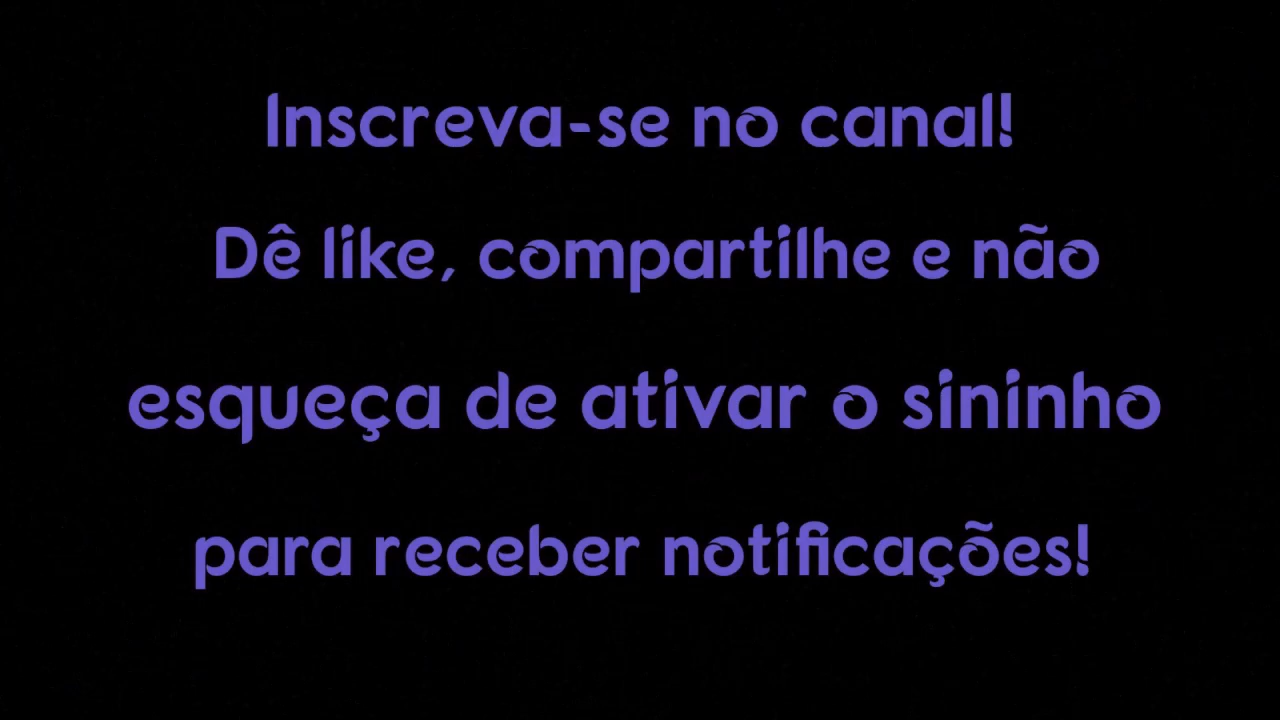 Inscreva-se no canal!
Dê like, compartilhe e não
esqueça de ativar o sininho
para receber notificações!